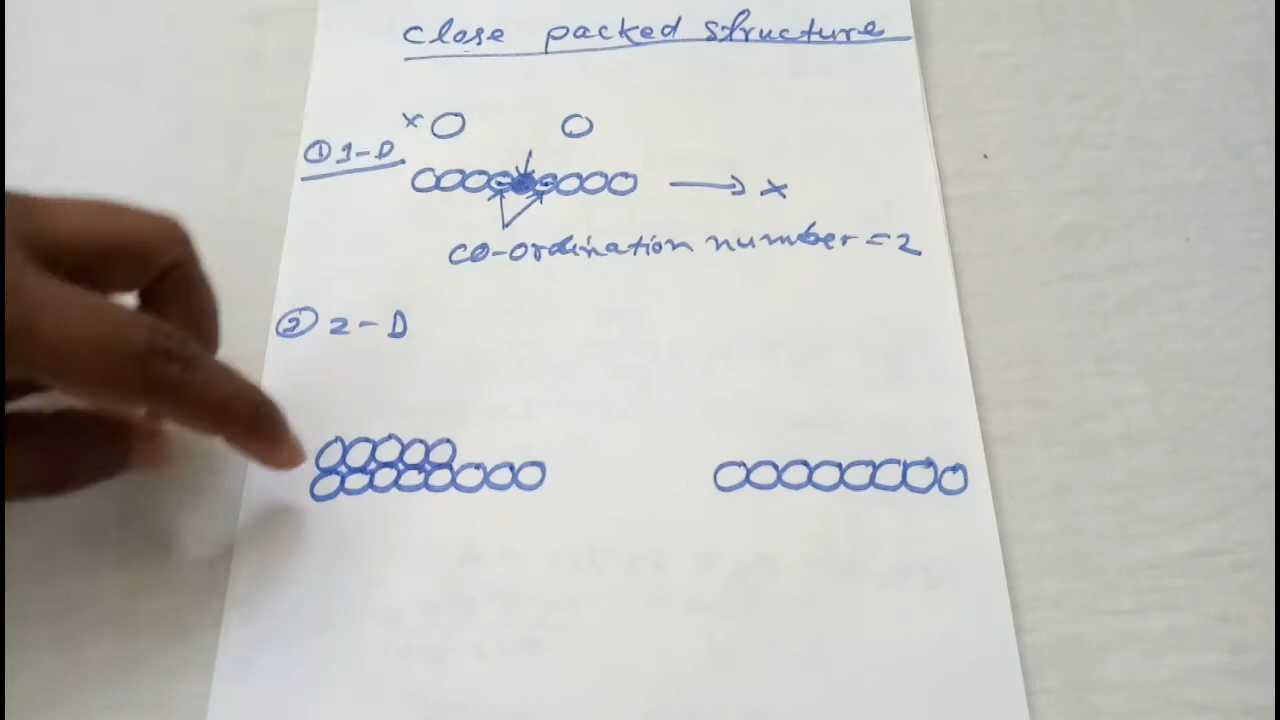 close packed structure
x
① 1-D
x
co-ordination number = 2
② 2-D